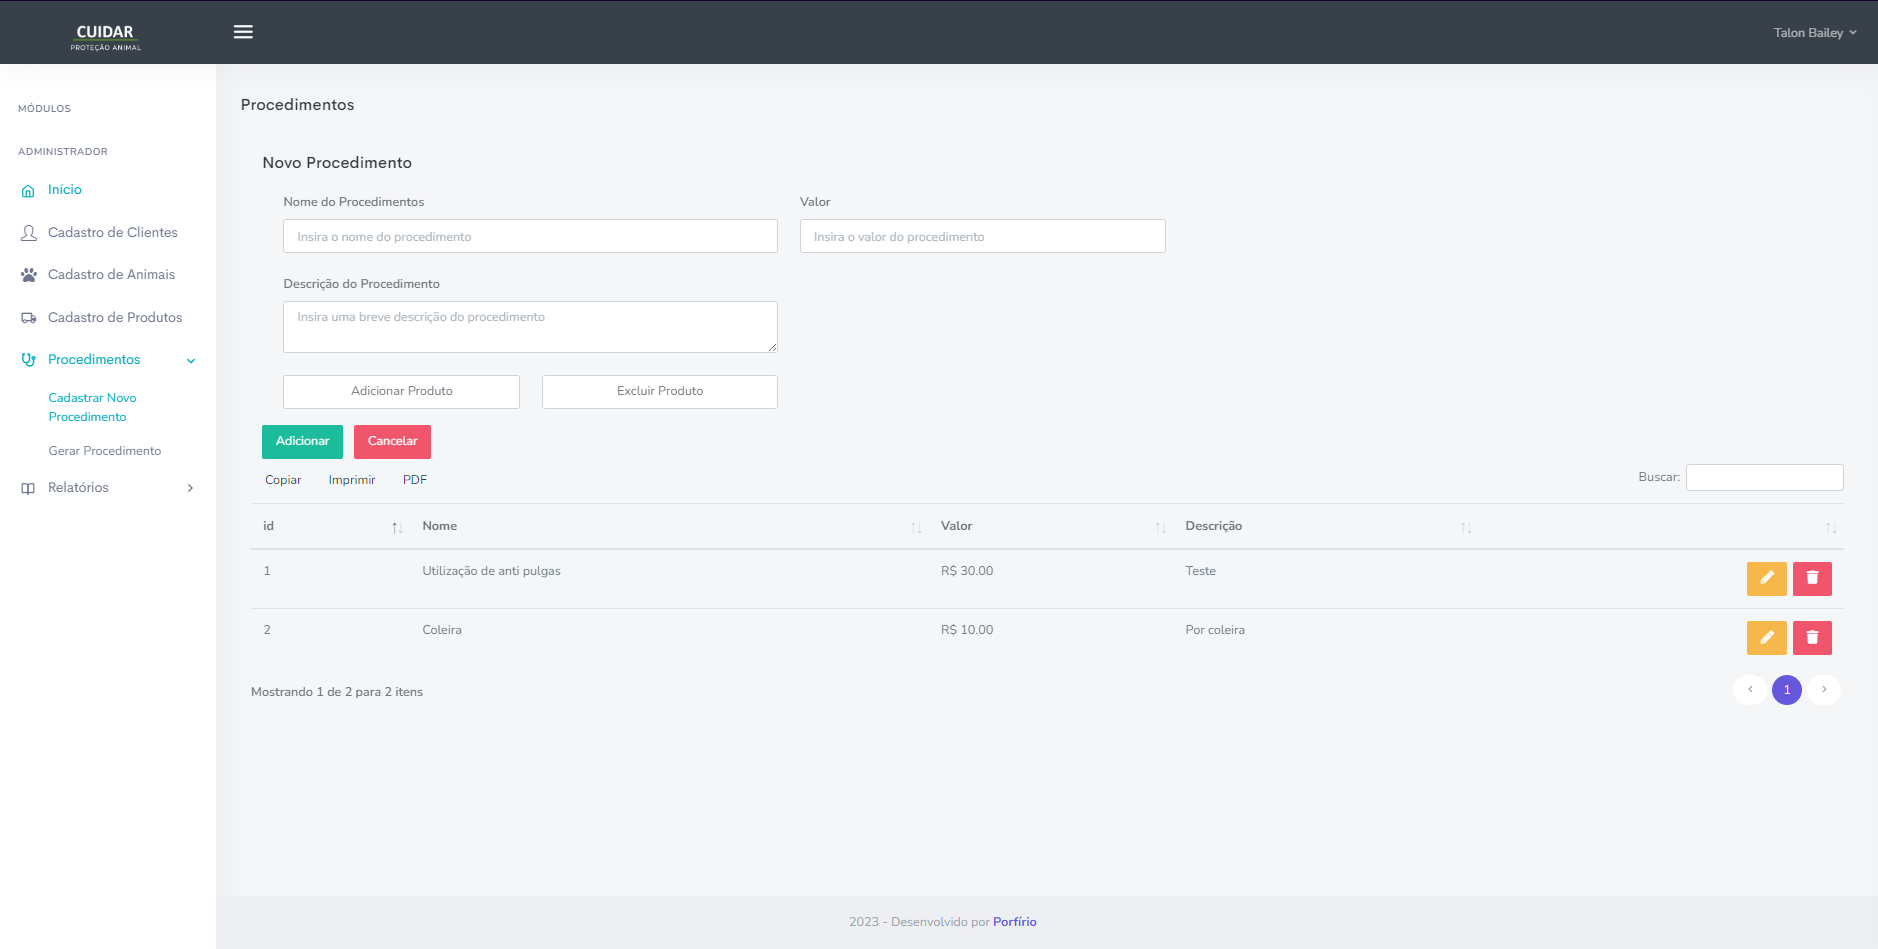 CUIDAR
PROTEÇÃO ANIMAL
Talon Bailey
MÓDULOS
ADMINISTRADOR
Início
Cadastro de Clientes
Cadastro de Animais
Cadastro de Produtos
Procedimentos
Cadastrar Novo
Procedimento
Gerar Procedimento
Relatórios
Procedimentos
Novo Procedimento
Nome do Procedimentos Valor
Insira o nome do procedimento Insira o valor do procedimento
Descrição do Procedimento
Insira uma breve descrição do procedimento
Adicionar Produto Excluir Produto
Adicionar Cancelar
Copiar Imprimir PDF Buscar:
id Nome Valor Descrição
1 Utilização de anti pulgas R$ 30.00 Teste
2 Coleira R$ 10.00 Por coleira
Mostrando 1 de 2 para 2 itens
‹ 1 ›
2023 - Desenvolvido por Porfírio